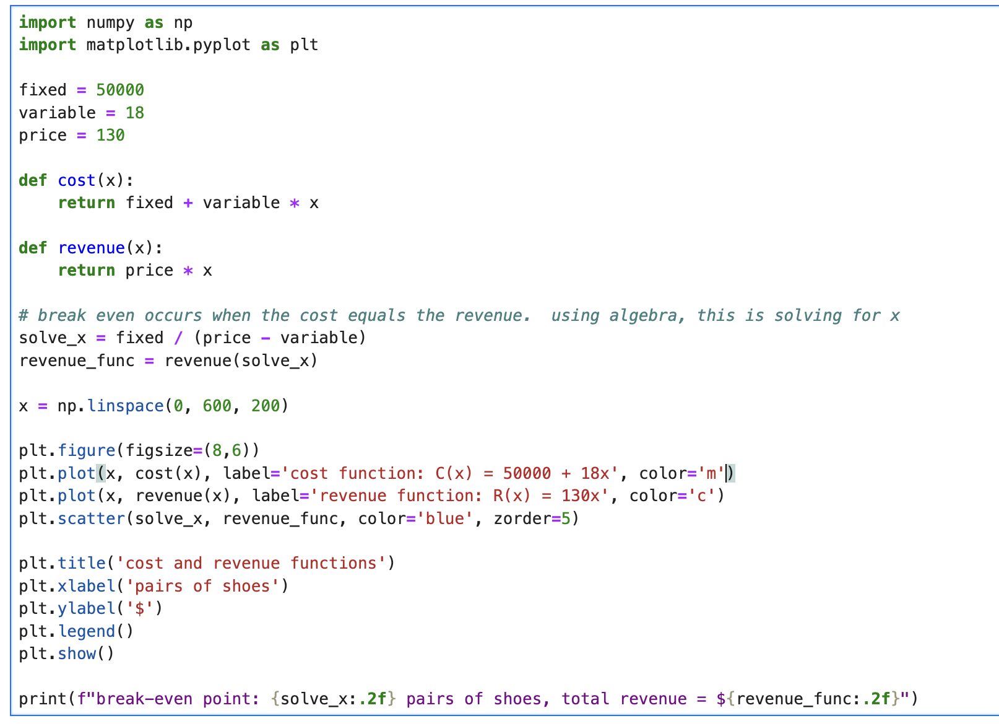 import numpy as np
import matplotlib.pyplot as plt

fixed = 50000
variable = 18
price = 130

def cost(x):
    return fixed + variable * x

def revenue(x):
    return price * x

# break even occurs when the cost equals the revenue.  using algebra, this is solving for x
solve_x = fixed / (price - variable)
revenue_func = revenue(solve_x)

x = np.linspace(0, 600, 200)

plt.figure(figsize=(8,6))
plt.plot(x, cost(x), label='cost function: C(x) = 50000 + 18x', color='m')
plt.plot(x, revenue(x), label='revenue function: R(x) = 130x', color='c')
plt.scatter(solve_x, revenue_func, color='blue', zorder=5)

plt.title('cost and revenue functions')
plt.xlabel('pairs of shoes')
plt.ylabel('$')
plt.legend()
plt.show()

print(f"break-even point: {solve_x:.2f} pairs of shoes, total revenue = ${revenue_func:.2f}")